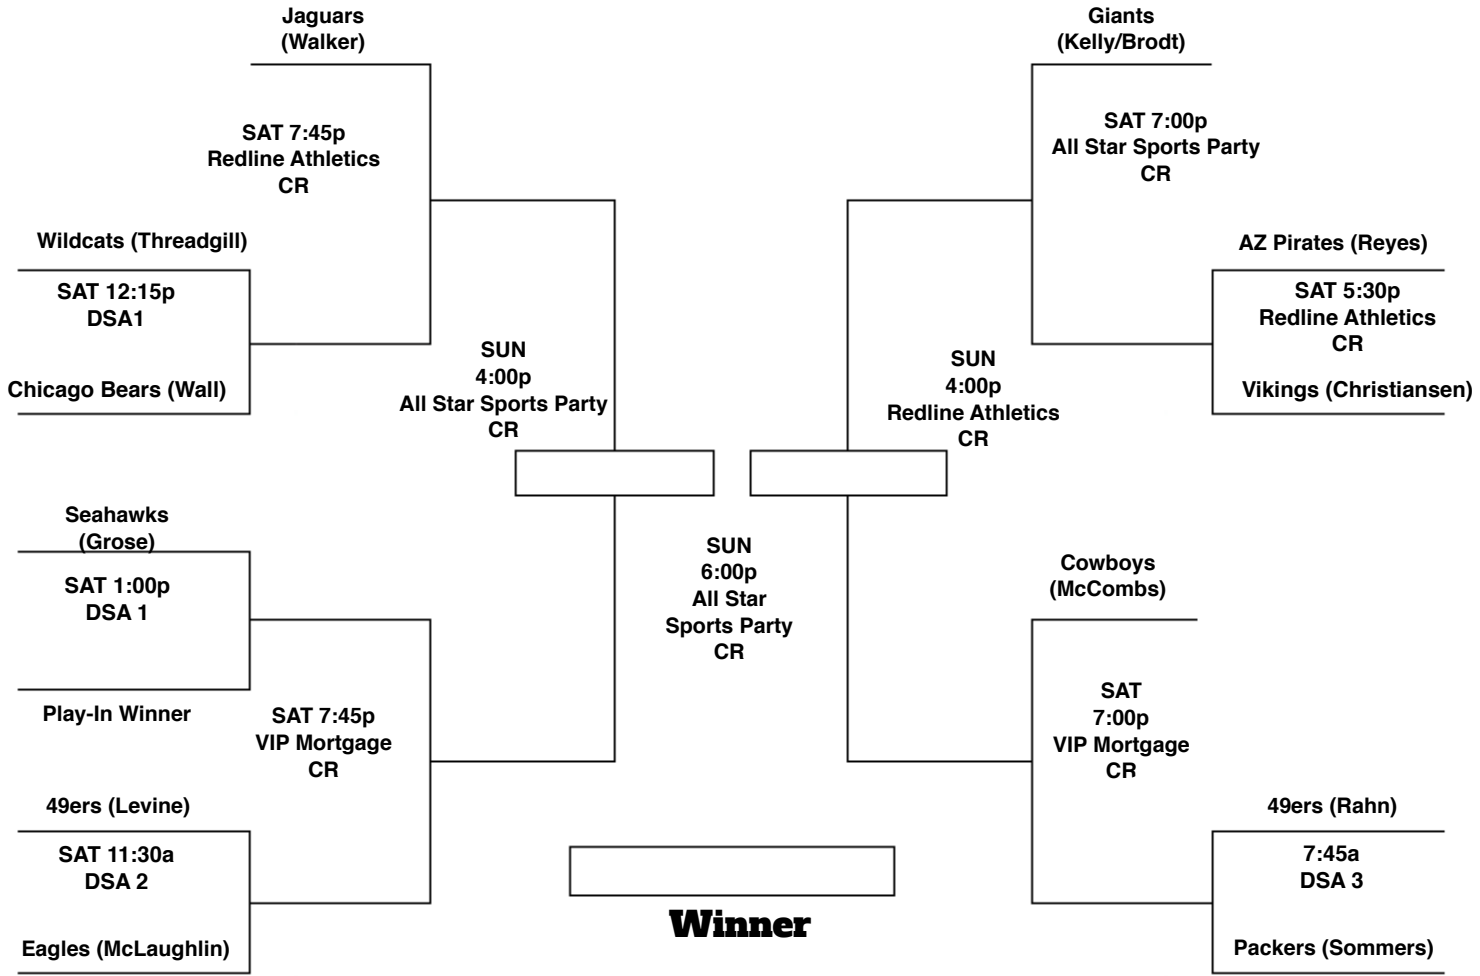 Jaguars
(Walker)
SAT 7:45p
Redline Athletics
CR
Wildcats (Threadgill)
SAT 12:15p
DSA1
Chicago Bears (Wall)
SUN
4:00p
All Star Sports Party
CR
Seahawks
(Grose)
SAT 1:00p
DSA 1
Play-In Winner
SAT 7:45p
VIP Mortgage
CR
49ers (Levine)
SAT 11:30a
DSA 2
Eagles (McLaughlin)
SUN
6:00p
All Star
Sports Party
CR
Winner
Giants
(Kelly/Brodt)
SAT 7:00p
All Star Sports Party
CR
AZ Pirates (Reyes)
SAT 5:30p
Redline Athletics
CR
Vikings (Christiansen)
SUN
4:00p
Redline Athletics
CR
Cowboys
(McCombs)
SAT
7:00p
VIP Mortgage
CR
49ers (Rahn)
7:45a
DSA 3
Packers (Sommers)